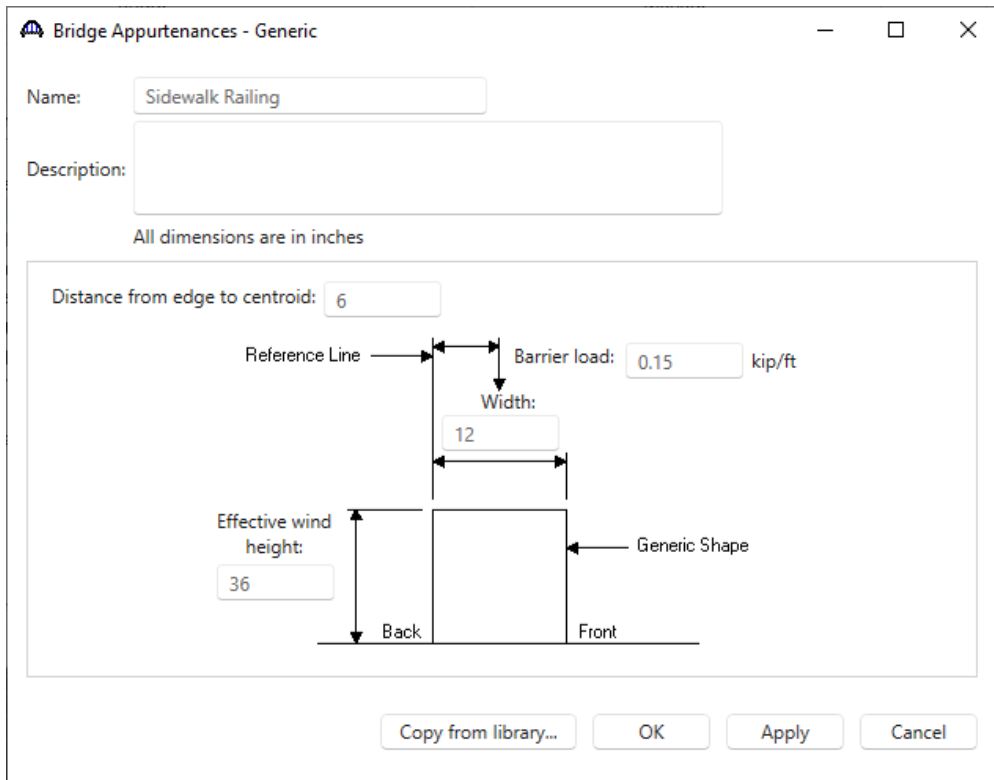 Bridge Appurtenances - Generic
Name: Sidewalk Railing
Description:
All dimensions are in inches
Distance from edge to centroid: 6
Reference Line
Barrier load: 0.15 kip/ft
Width:
12
Effective wind
height:
36
Generic Shape
Back
Front
Copy from library...
OK
Apply
Cancel